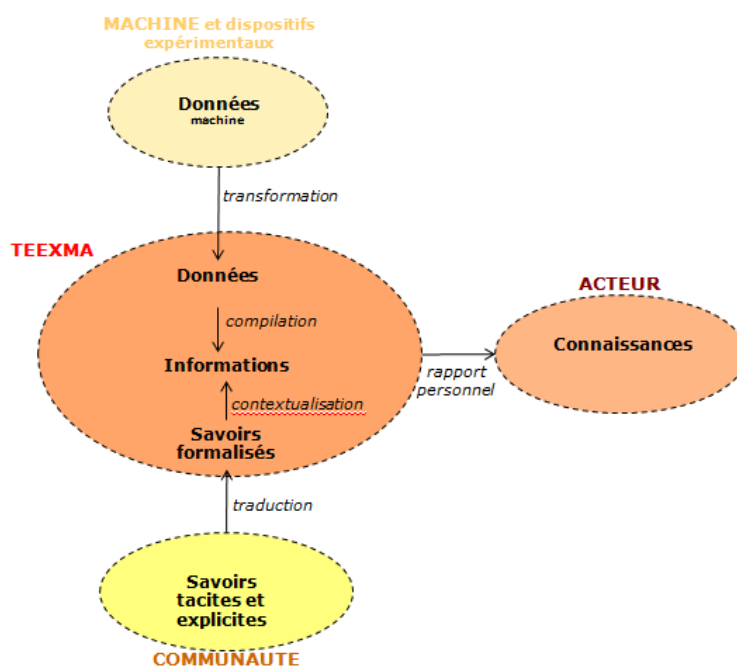 MACHINE et dispositifs
expérimentaux
Données
machine
transformation
TEEXMA
Données
compilation
Informations
contextualisation
Savoirs
formalisés
ACTEUR
Connaissances
rapport
personnel
traduction
Savoirs
tacites et
explicites
COMMUNAUTE